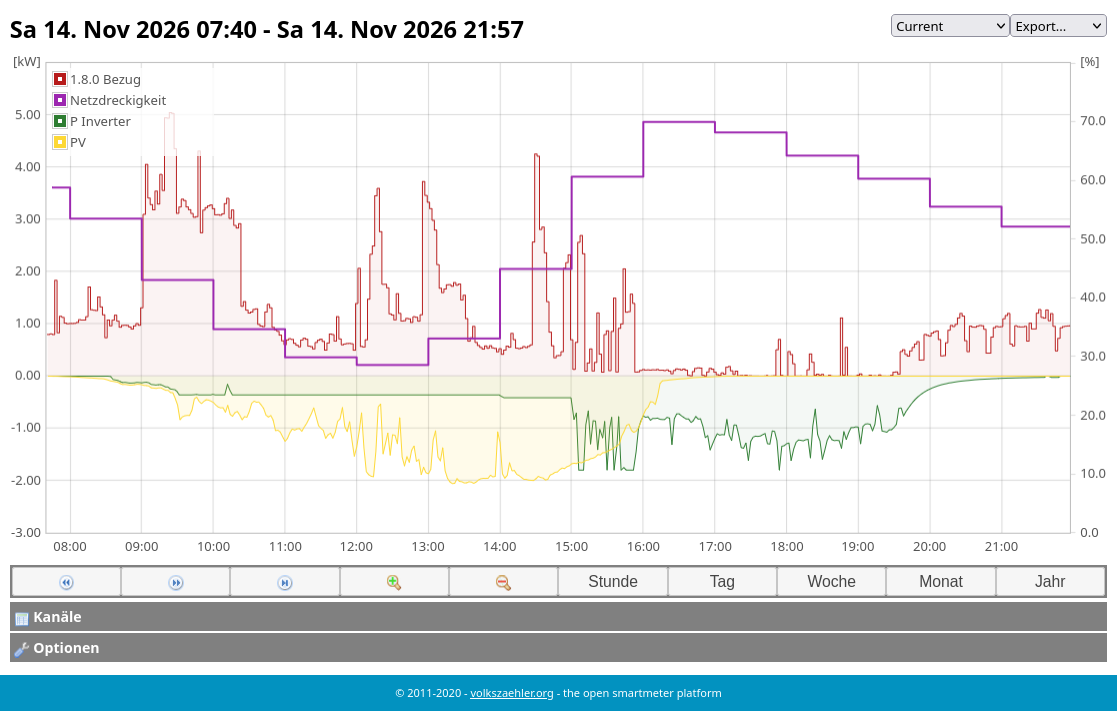 Sa 14. Nov 2026 07:40 - Sa 14. Nov 2026 21:57
Current Export...
[kW] [%]
1.8.0 Bezug
Netzdreckigkeit
P Inverter
PV
5.00
4.00
3.00
2.00
1.00
0.00
-1.00
-2.00
-3.00
70.0
60.0
50.0
40.0
30.0
20.0
10.0
0.0
08:00 09:00 10:00 11:00 12:00 13:00 14:00 15:00 16:00 17:00 18:00 19:00 20:00 21:00
Stunde Tag Woche Monat Jahr
Kanäle
Optionen
© 2011-2020 - volkszaehler.org - the open smartmeter platform